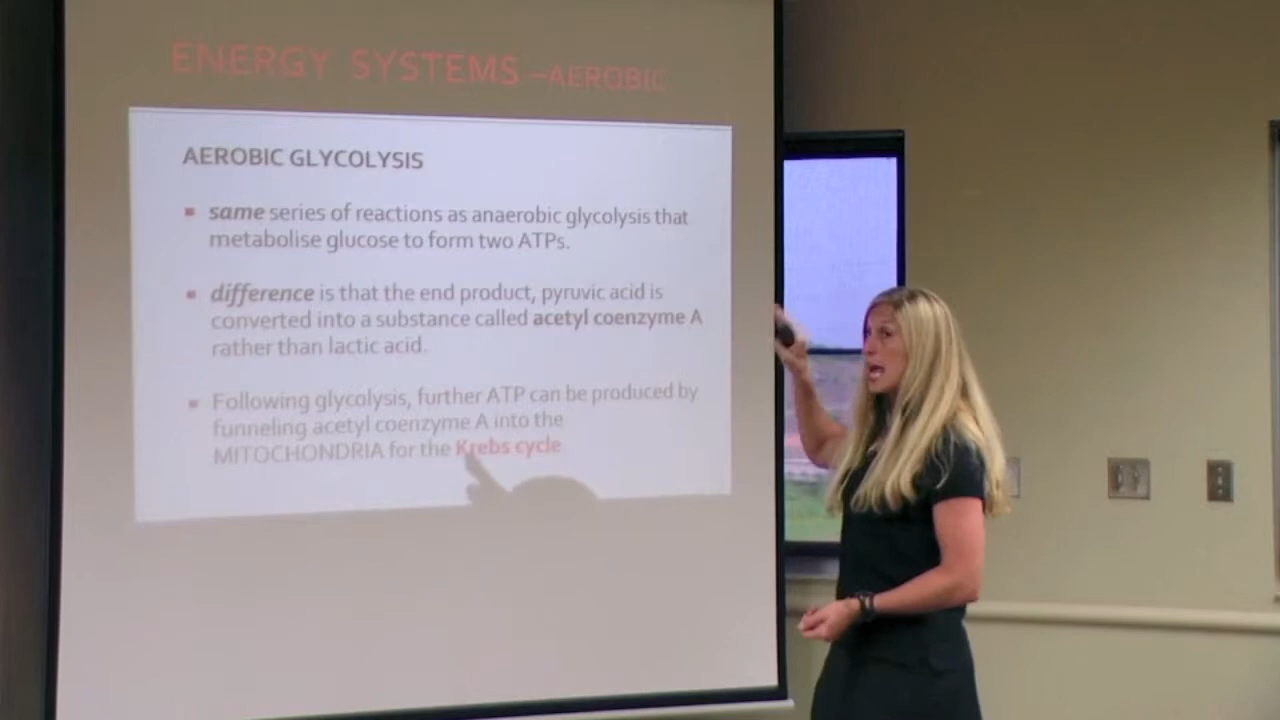 ENERGY SYSTEMS –AEROBIC
AEROBIC GLYCOLYSIS
same series of reactions as anaerobic glycolysis that
metabolise glucose to form two ATPs.
difference is that the end product, pyruvic acid is
converted into a substance called acetyl coenzyme A
rather than lactic acid.
Following glycolysis, further ATP can be produced by
funneling acetyl coenzyme A into the
MITOCHONDRIA for the Krebs cycle